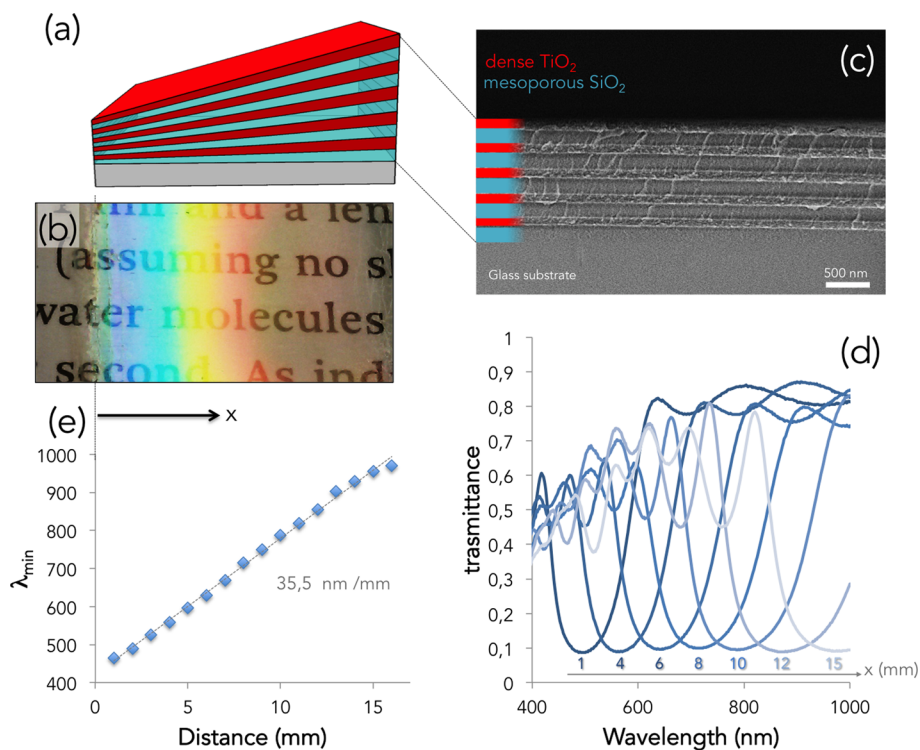 (a)
dense TiO₂
mesoporous SiO₂
(c)
Glass substrate
500 nm
(b)
and a len
(assuming no sl
water molecules
second. As ind
x
(e)
1000
900
800
700
600
500
400
λmin
35,5 nm /mm
0
5
10
15
Distance (mm)
(d)
1
0,9
0,8
0,7
0,6
0,5
0,4
0,3
0,2
0,1
0
trasmittance
1 4 6 8 10 12 15 x (mm)
400
600
800
1000
Wavelength (nm)